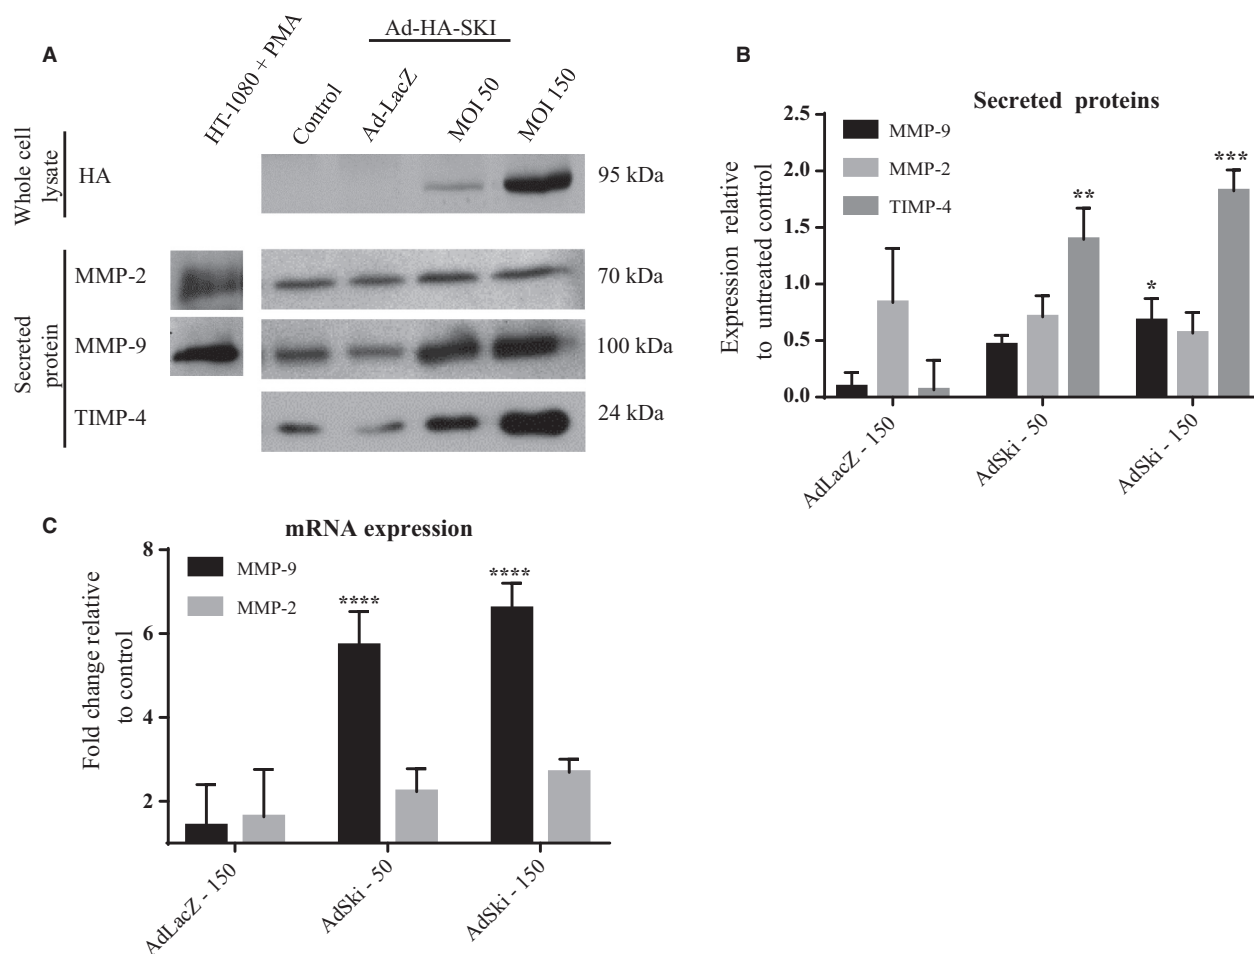 A
HT-1080 + PMA
Control
Ad-LacZ
Ad-HA-SKI
MOI 50
MOI 150
Whole cell
lysate
HA
95 kDa
Secreted
protein
MMP-2
70 kDa
MMP-9
100 kDa
TIMP-4
24 kDa
B
Secreted proteins
Expression relative
to untreated control
2.5
2.0
1.5
1.0
0.5
0.0
MMP-9
MMP-2
TIMP-4
**
*
***
AdLacZ - 150
AdSki - 50
AdSki - 150
C
mRNA expression
Fold change relative
to control
8
6
4
2
MMP-9
MMP-2
****
****
AdLacZ - 150
AdSki - 50
AdSki - 150